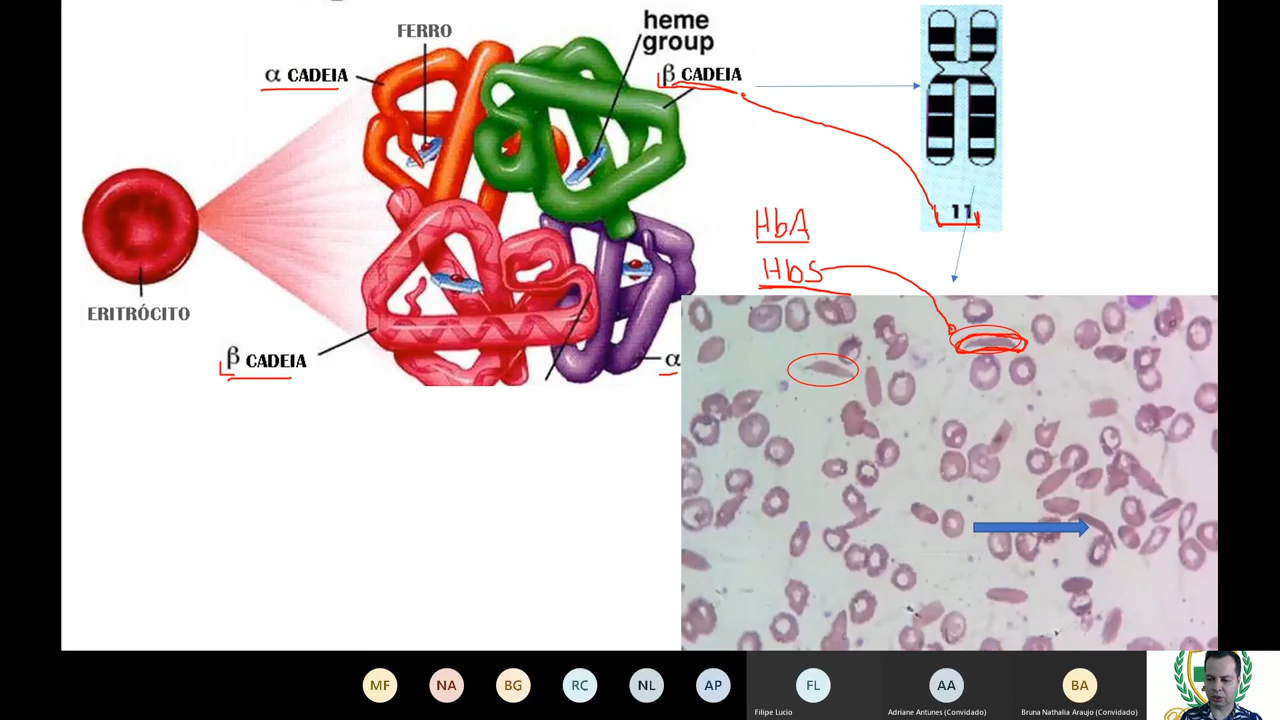 FERRO
heme
group
α CADEIA
β CADEIA
11
HbA
HbS
ERITRÓCITO
β CADEIA
α
MF
NA
BG
RC
NL
AP
FL
AA
BA
Filipe Lucio
Adriane Antunes (Convidado)
Bruna Nathalia Araujo (Convidado)